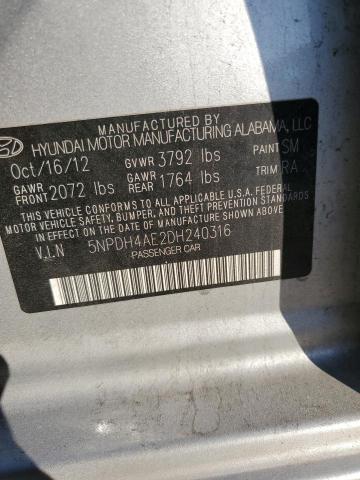 MANUFACTURED BY
HYUNDAI MOTOR MANUFACTURING ALABAMA, LLC
Oct/16/12 GVWR 3792 lbs PAINT SM
GAWR FRONT 2072 lbs GAWR REAR 1764 lbs TRIM RA
THIS VEHICLE CONFORMS TO ALL APPLICABLE U.S.A. FEDERAL
MOTOR VEHICLE SAFETY, BUMPER, AND THEFT PREVENTION STANDARDS
IN EFFECT ON THE DATE OF MANUFACTURE SHOWN ABOVE.
V.I.N 5NPDH4AE2DH240316
PASSENGER CAR